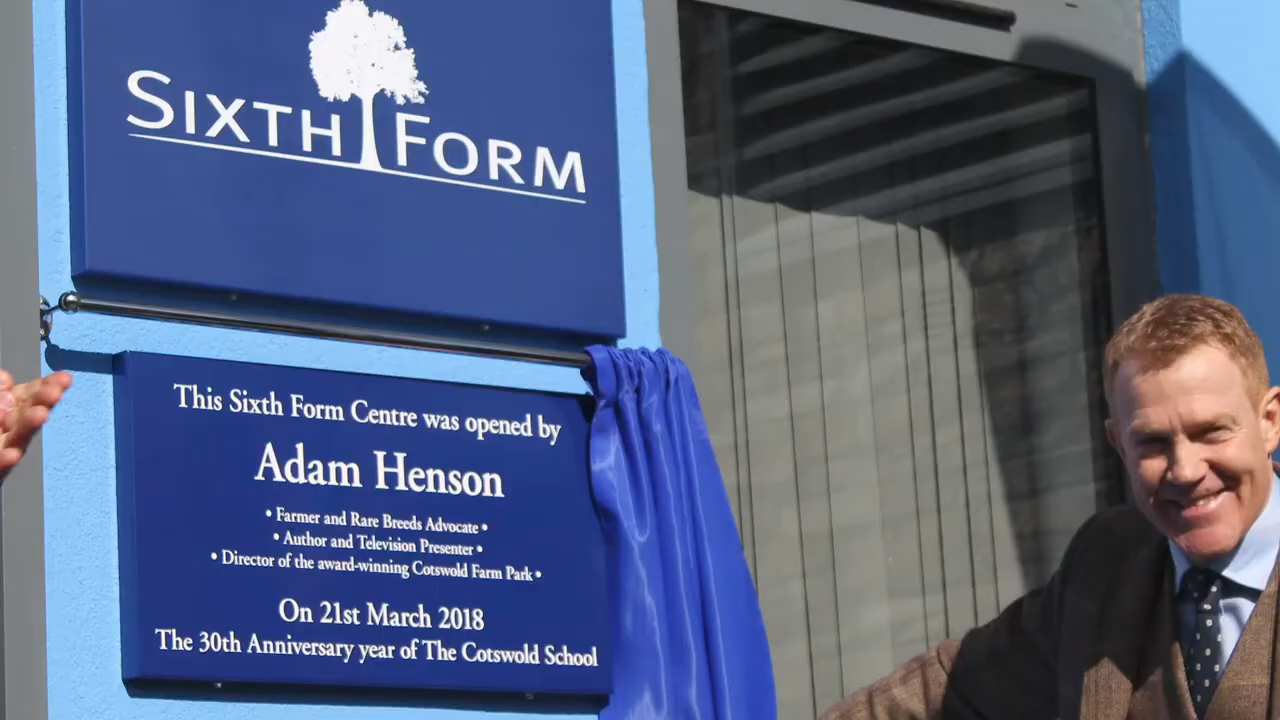 SIXTH FORM
This Sixth Form Centre was opened by
Adam Henson
• Farmer and Rare Breeds Advocate •
• Author and Television Presenter •
• Director of the award-winning Cotswold Farm Park •
On 21st March 2018
The 30th Anniversary year of The Cotswold School